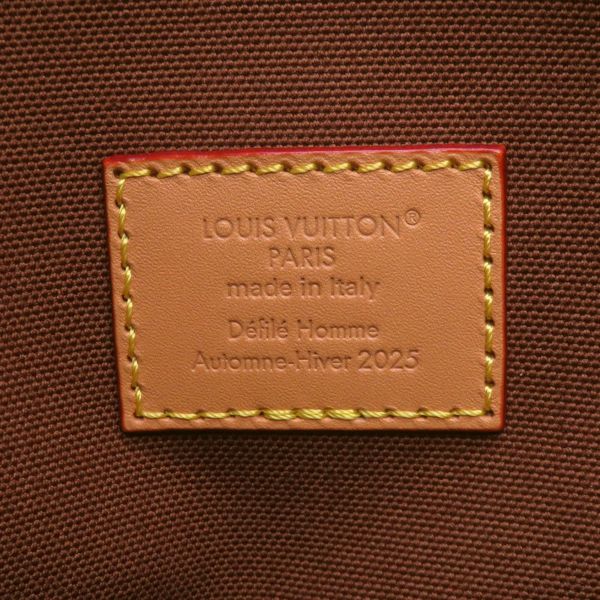 LOUIS VUITTON®
PARIS
made in Italy
Défilé Homme
Automne-Hiver 2025